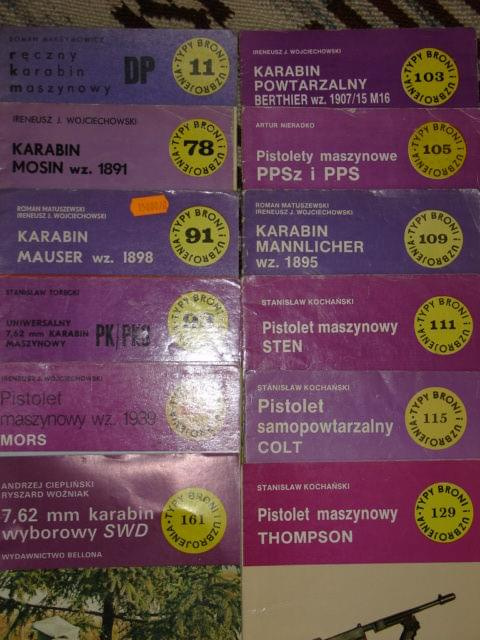 ROMAN MARSZYNOWICZ
ręczny
karabin
maszynowy
DP
TYPY BRONI i UZBROJENIA
11
IRENEUSZ J. WOJCIECHOWSKI
KARABIN
MOSIN wz. 1891
TYPY BRONI i UZBROJENIA
78
ROMAN MATUSZEWSKI
IRENEUSZ J. WOJCIECHOWSKI
KARABIN
MAUSER wz. 1898
TYPY BRONI i UZBROJENIA
91
STANISŁAW TORECKI
UNIWERSALNY
7,62 mm KARABIN
MASZYNOWY
PK/PKS
TYPY BRONI i UZBROJENIA
IRENEUSZ J. WOJCIECHOWSKI
Pistolet
maszynowy wz. 1939
MORS
ANDRZEJ CIEPLIŃSKI
RYSZARD WOŹNIAK
7,62 mm karabin
wyborowy SWD
WYDAWNICTWO BELLONA
TYPY BRONI i UZBROJENIA
161
IRENEUSZ J. WOJCIECHOWSKI
KARABIN
POWTARZALNY
BERTHIER wz. 1907/15 M16
TYPY BRONI i UZBROJENIA
103
ARTUR NIERADKO
Pistolety maszynowe
PPSz i PPS
TYPY BRONI i UZBROJENIA
105
ROMAN MATUSZEWSKI
IRENEUSZ J. WOJCIECHOWSKI
KARABIN
MANNLICHER
wz. 1895
TYPY BRONI i UZBROJENIA
109
STANISŁAW KOCHAŃSKI
Pistolet maszynowy
STEN
TYPY BRONI i UZBROJENIA
111
STANISŁAW KOCHAŃSKI
Pistolet
samopowtarzalny
COLT
TYPY BRONI i UZBROJENIA
115
STANISŁAW KOCHAŃSKI
Pistolet maszynowy
THOMPSON
TYPY BRONI i UZBROJENIA
129